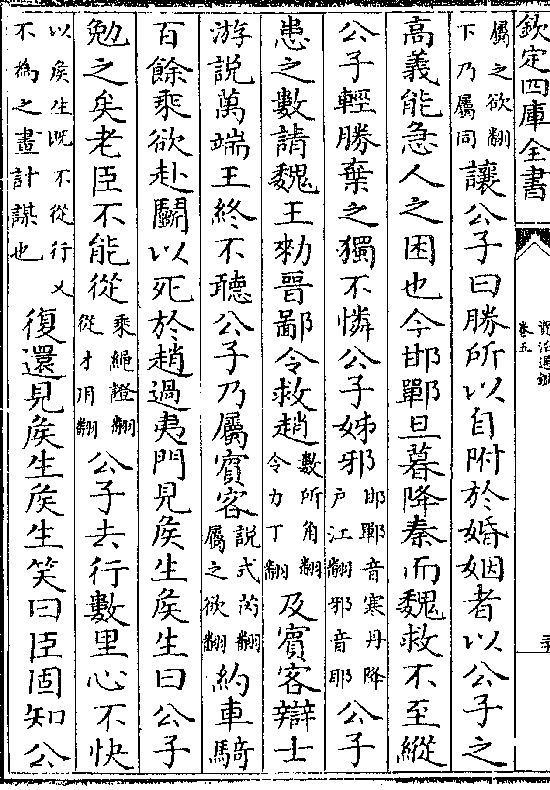 欽定四庫全書
資治通鑑
卷五
屬之欲翻
下乃屬同
讓公子曰勝所以自附於婚姻者以公子之
高義能急人之困也今邯鄲旦暮降秦而魏救不至縱
公子輕勝棄之獨不憐公子姊邪
邯鄲音寒丹降
戶江翻邪音耶
公子
患之數請魏王勑晉鄙令救趙
數所角翻
令力丁翻
及賓客辯士
游說萬端王終不聽公子乃屬賓客
說式芮翻
屬之欲翻
約車騎
百餘乘欲赴鬭以死於趙過夷門見侯生侯生曰公子
勉之矣老臣不能從
乘繩證翻
從才用翻
公子去行數里心不快
以侯生既不從行又
不為之畫計謀也
復還見侯生侯生笑曰臣固知公